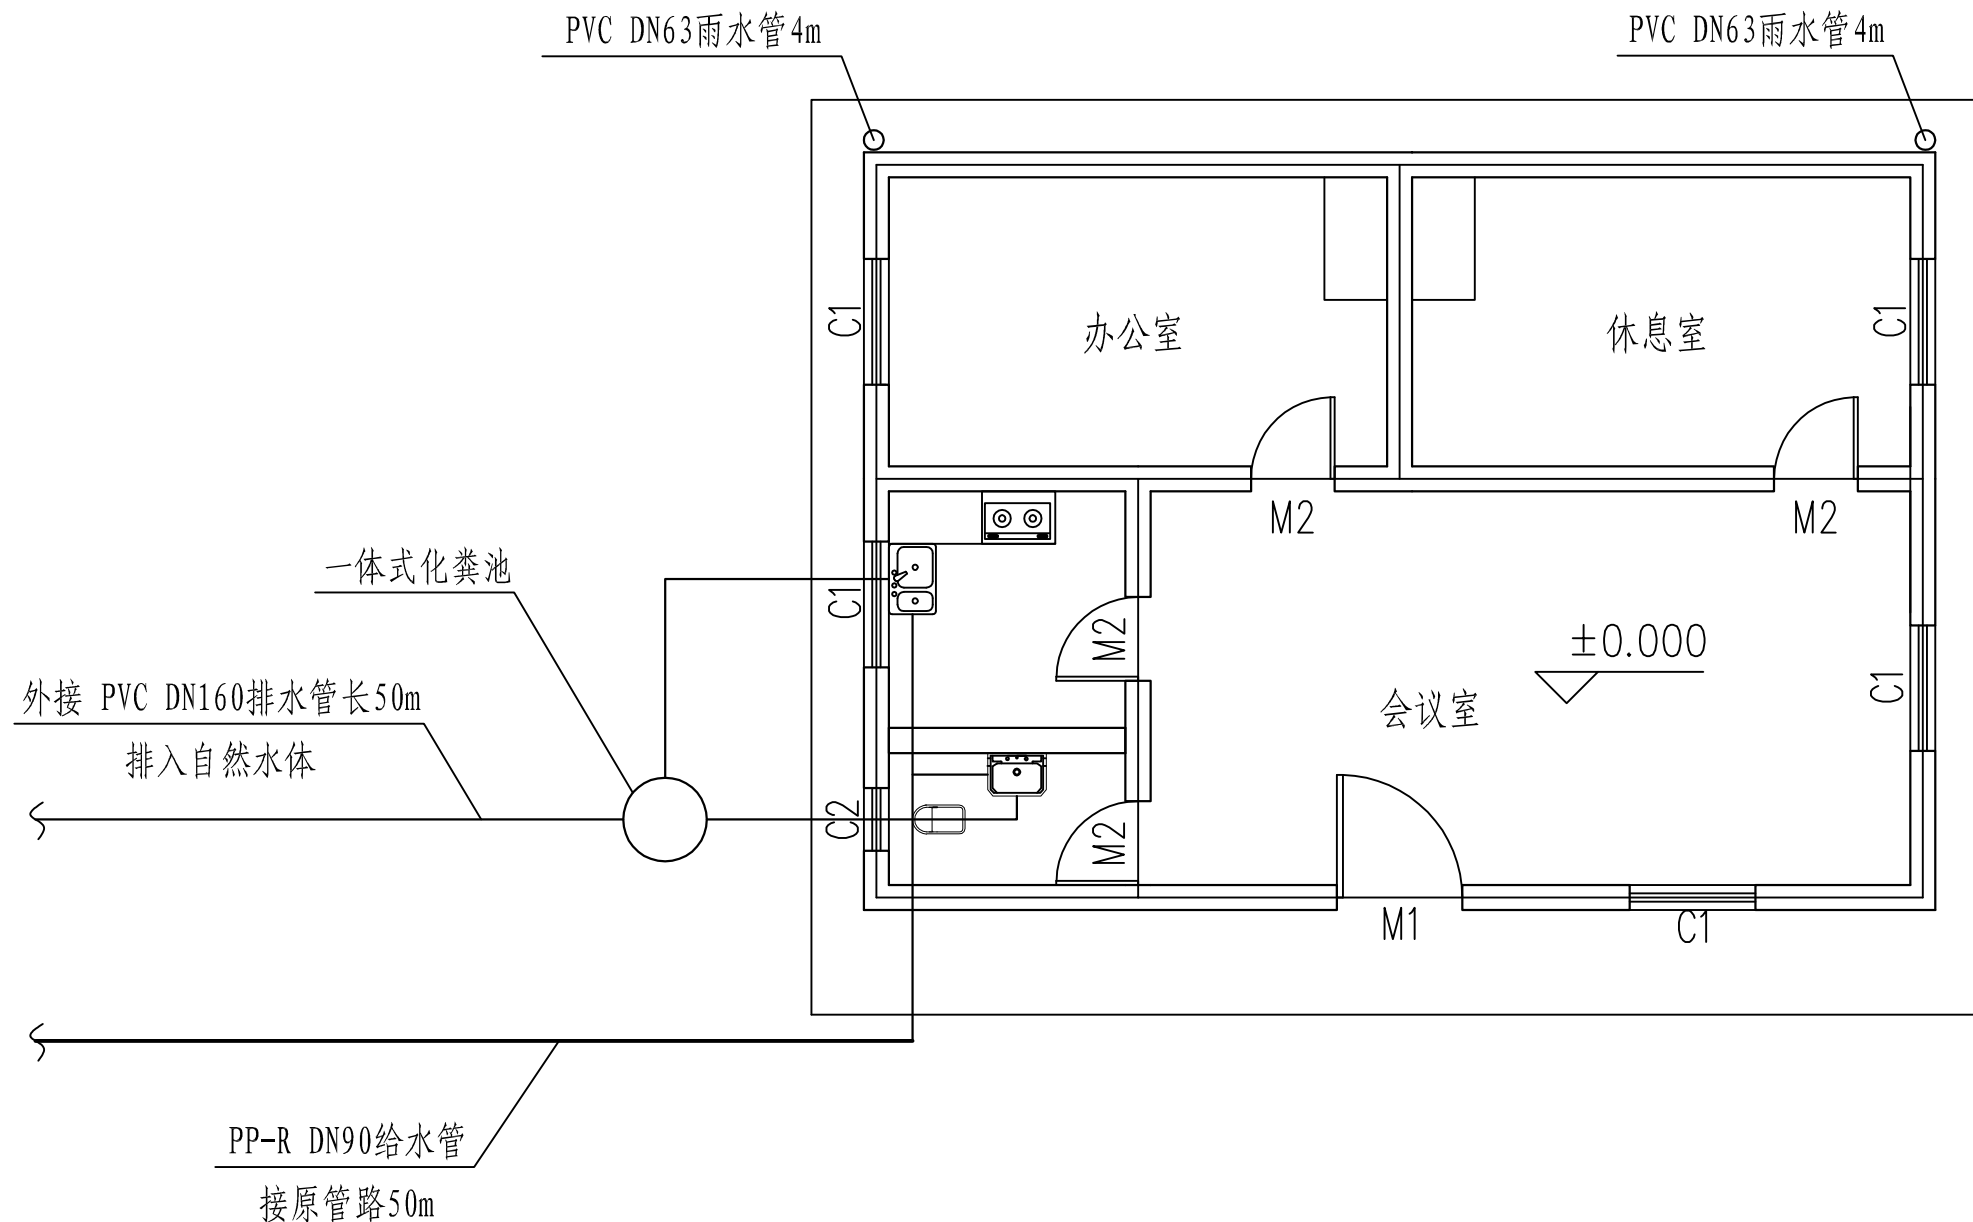 PVC DN63雨水管4m
PVC DN63雨水管4m
C1
办公室
休息室
C1
M2
M2
一体式化粪池
C1
M2
±0.000
外接 PVC DN160排水管长50m
排入自然水体
会议室
C1
C2
M2
M1
C1
PP-R DN90给水管
接原管路50m